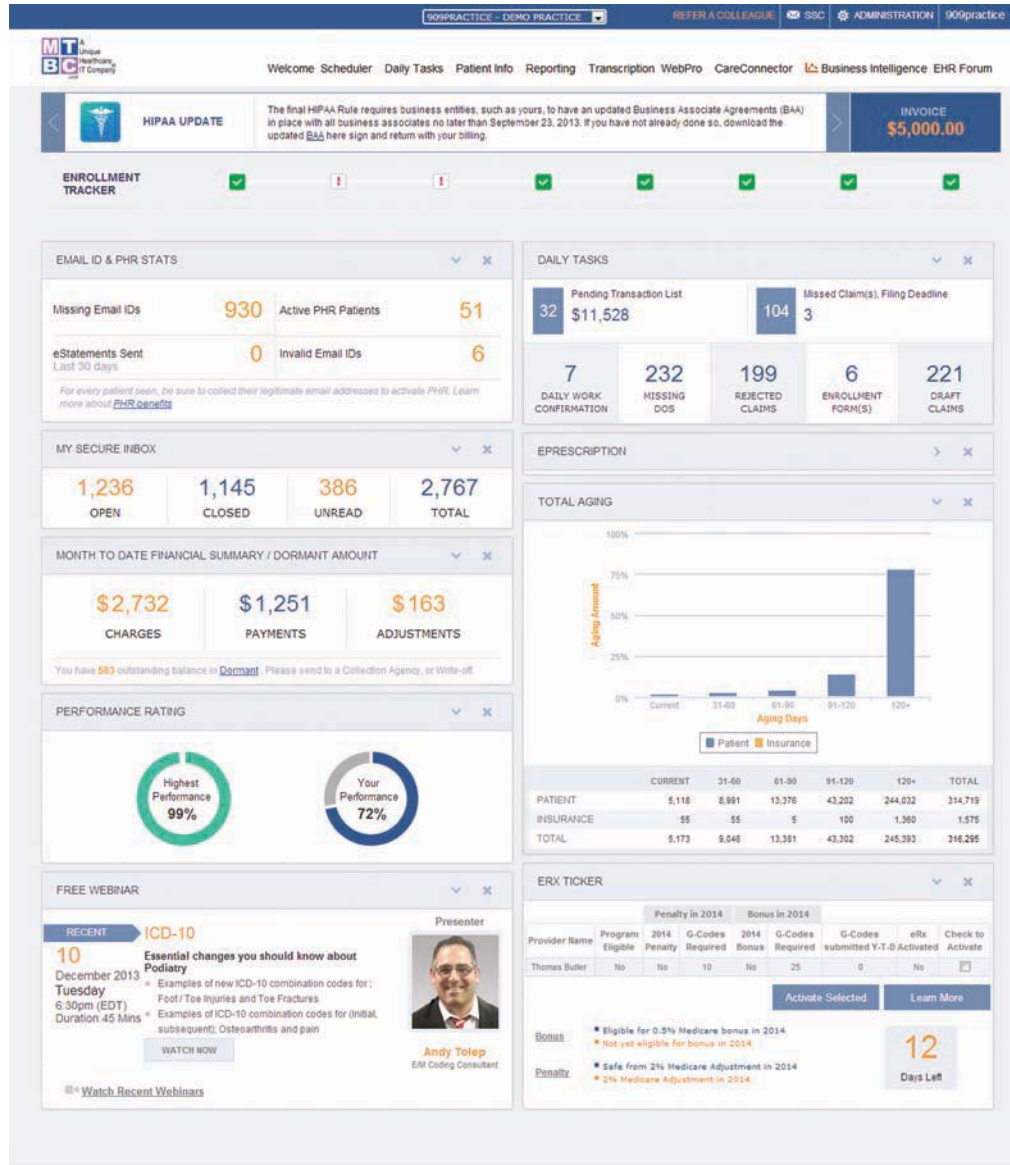 909PRACTICE - DEMO PRACTICE
REFER A COLLEAGUE
SSC
ADMINISTRATION
909practice
MTBC
A Unique Healthcare IT Company
.com
Welcome Scheduler Daily Tasks Patient Info Reporting Transcription WebPro CareConnector Business Intelligence EHR Forum
HIPAA UPDATE
The final HIPAA Rule requires business entities, such as yours, to have an updated Business Associate Agreements (BAA)
in place with all business associates no later than September 23, 2013. If you have not already done so, download the
updated BAA here sign and return with your billing.
INVOICE
$5,000.00
ENROLLMENT
TRACKER
EMAIL ID & PHR STATS
Missing Email IDs 930
Active PHR Patients 51
eStatements Sent 0
Last 30 days
Invalid Email IDs 6
For every patient seen, be sure to collect their legitimate email addresses to activate PHR. Learn
more about PHR benefits
MY SECURE INBOX
1,236 1,145 386 2,767
OPEN CLOSED UNREAD TOTAL
MONTH TO DATE FINANCIAL SUMMARY / DORMANT AMOUNT
$2,732 $1,251 $163
CHARGES PAYMENTS ADJUSTMENTS
You have 583 outstanding balance in Dormant . Please send to a Collection Agency, or Write-off.
PERFORMANCE RATING
Highest
Performance
99%
Your
Performance
72%
FREE WEBINAR
RECENT
10
December 2013
Tuesday
6:30pm (EDT)
Duration 45 Mins
ICD-10
Essential changes you should know about
Podiatry
Examples of new ICD-10 combination codes for ;
Foot / Toe Injuries and Toe Fractures
Examples of ICD-10 combination codes for (Initial,
subsequent); Osteoarthritis and pain
WATCH NOW
Watch Recent Webinars
Presenter
Andy Tolep
E/M Coding Consultant
DAILY TASKS
32
Pending Transaction List
$11,528
104
Missed Claim(s), Filing Deadline
3
7 232 199 6 221
DAILY WORK MISSING REJECTED ENROLLMENT DRAFT
CONFIRMATION DOS CLAIMS FORM(S) CLAIMS
EPRESCRIPTION
TOTAL AGING
Aging Amount
100%
75%
50%
25%
0%
Current 31-60 61-90 91-120 120+
Aging Days
Patient Insurance
CURRENT 31-60 61-90 91-120 120+ TOTAL
PATIENT 5,118 8,991 13,376 43,202 244,032 314,719
INSURANCE 55 55 5 100 1,360 1,575
TOTAL 5,173 9,046 13,381 43,302 245,393 316,295
ERX TICKER
Penalty in 2014 Bonus in 2014
Provider Name Program 2014 G-Codes 2014 G-Codes G-Codes eRx Check to
Eligible Penalty Required Bonus Required submitted Y-T-D Activated Activate
Thomas Butler No No 10 No 25 0 No
Activate Selected
Learn More
Bonus
Eligible for 0.5% Medicare bonus in 2014
Not yet eligible for bonus in 2014
Penalty
Safe from 2% Medicare Adjustment in 2014
2% Medicare Adjustment in 2014
12
Days Left